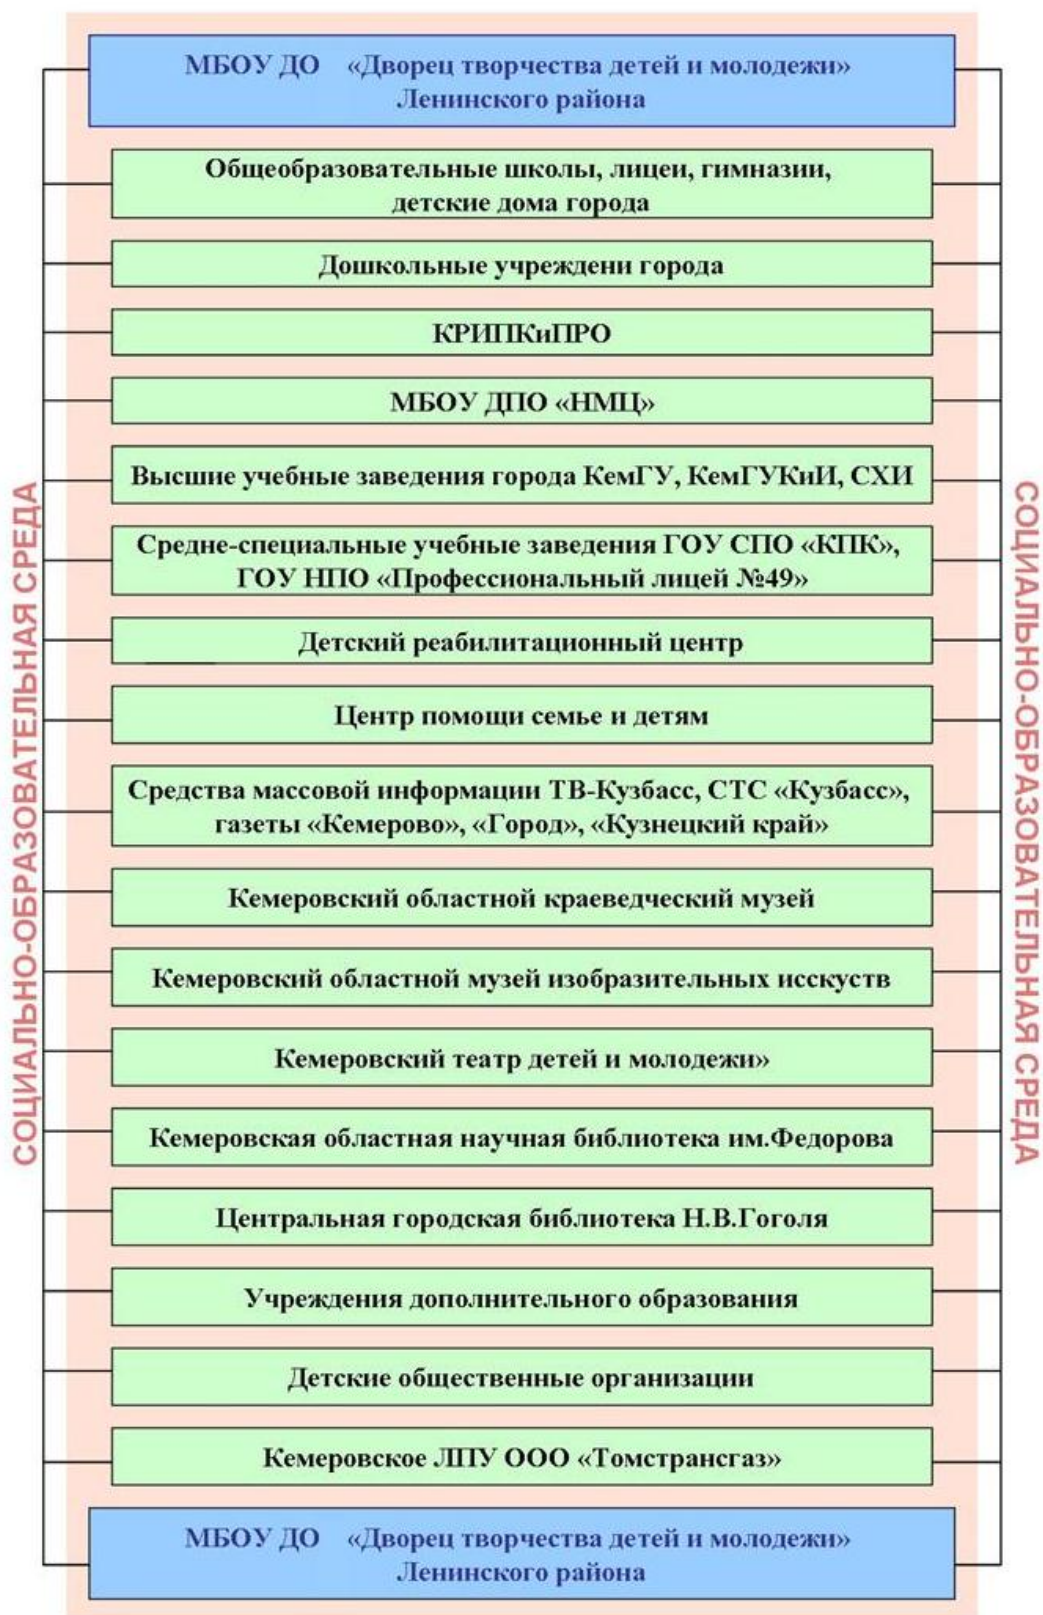 МБОУ ДО «Дворец творчества детей и молодежи»
Ленинского района
Общеобразовательные школы, лицеи, гимназии,
детские дома города
Дошкольные учреждени города
КРИПКиПРО
МБОУ ДПО «НМЦ»
Высшие учебные заведения города КемГУ, КемГУКиИ, СХИ
Средне-специальные учебные заведения ГОУ СПО «КПК»,
ГОУ НПО «Профессиональный лицей №49»
Детский реабилитационный центр
Центр помощи семье и детям
Средства массовой информации ТВ-Кузбасс, СТС «Кузбасс»,
газеты «Кемерово», «Город», «Кузнецкий край»
Кемеровский областной краеведческий музей
Кемеровский областной музей изобразительных исскуств
Кемеровский театр детей и молодежи»
Кемеровская областная научная библиотека им.Федорова
Центральная городская библиотека Н.В.Гоголя
Учреждения дополнительного образования
Детские общественные организации
Кемеровское ЛПУ ООО «Томстрансгаз»
МБОУ ДО «Дворец творчества детей и молодежи»
Ленинского района
СОЦИАЛЬНО-ОБРАЗОВАТЕЛЬНАЯ СРЕДА
СОЦИАЛЬНО-ОБРАЗОВАТЕЛЬНАЯ СРЕДА